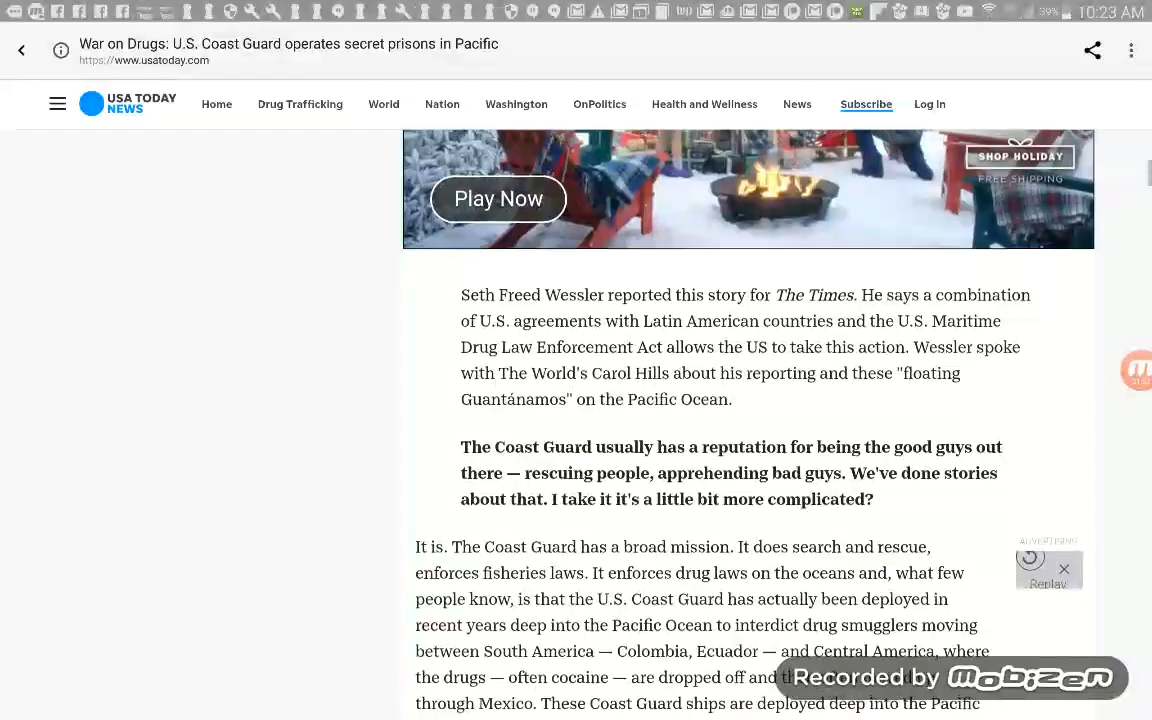 39% 10:23 AM
War on Drugs: U.S. Coast Guard operates secret prisons in Pacific
https://www.usatoday.com
USA TODAY
NEWS
Home Drug Trafficking World Nation Washington OnPolitics Health and Wellness News Subscribe Log In
SHOP HOLIDAY
FREE SHIPPING
Play Now
Seth Freed Wessler reported this story for The Times. He says a combination
of U.S. agreements with Latin American countries and the U.S. Maritime
Drug Law Enforcement Act allows the US to take this action. Wessler spoke
with The World's Carol Hills about his reporting and these "floating
Guantánamos" on the Pacific Ocean.
The Coast Guard usually has a reputation for being the good guys out
there — rescuing people, apprehending bad guys. We've done stories
about that. I take it it's a little bit more complicated?
It is. The Coast Guard has a broad mission. It does search and rescue,
enforces fisheries laws. It enforces drug laws on the oceans and, what few
people know, is that the U.S. Coast Guard has actually been deployed in
recent years deep into the Pacific Ocean to interdict drug smugglers moving
between South America — Colombia, Ecuador — and Central America, where
the drugs — often cocaine — are dropped off and
through Mexico. These Coast Guard ships are deployed deep into the Pacific
ADVERTISING
Replay
Recorded by mobizen